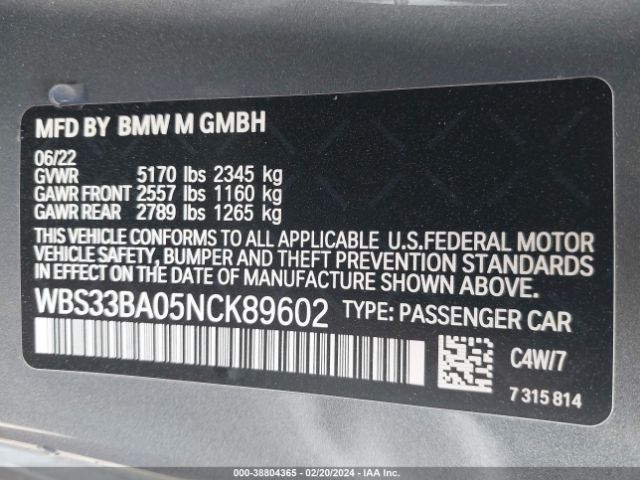 MFD BY BMW M GMBH
06/22
GVWR 5170 lbs 2345 kg
GAWR FRONT 2557 lbs 1160 kg
GAWR REAR 2789 lbs 1265 kg
THIS VEHICLE CONFORMS TO ALL APPLICABLE U.S.FEDERAL MOTOR
VEHICLE SAFETY, BUMPER AND THEFT PREVENTION STANDARDS
IN EFFECT ON THE DATE OF MANUFACTURE SHOWN ABOVE.
WBS33BA05NCK89602 TYPE: PASSENGER CAR
C4W/7
7 315 814
000-38804365 - 02/20/2024 - IAA Inc.